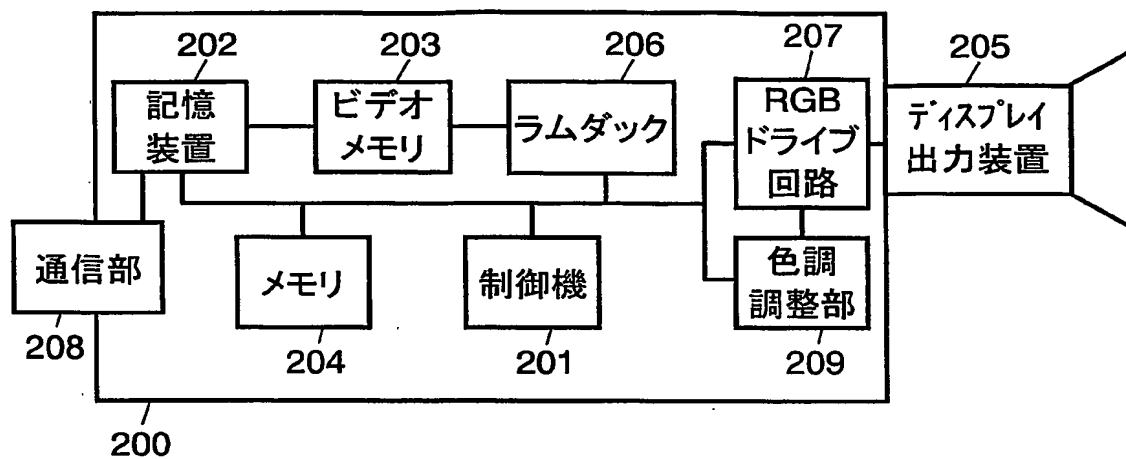 202
203
206
207
205
記憶
装置
ビデオ
メモリ
ラムダック
RGB
ドライブ
回路
ディスプレイ
出力装置
通信部
メモリ
制御機
色調
調整部
208
204
201
209
200